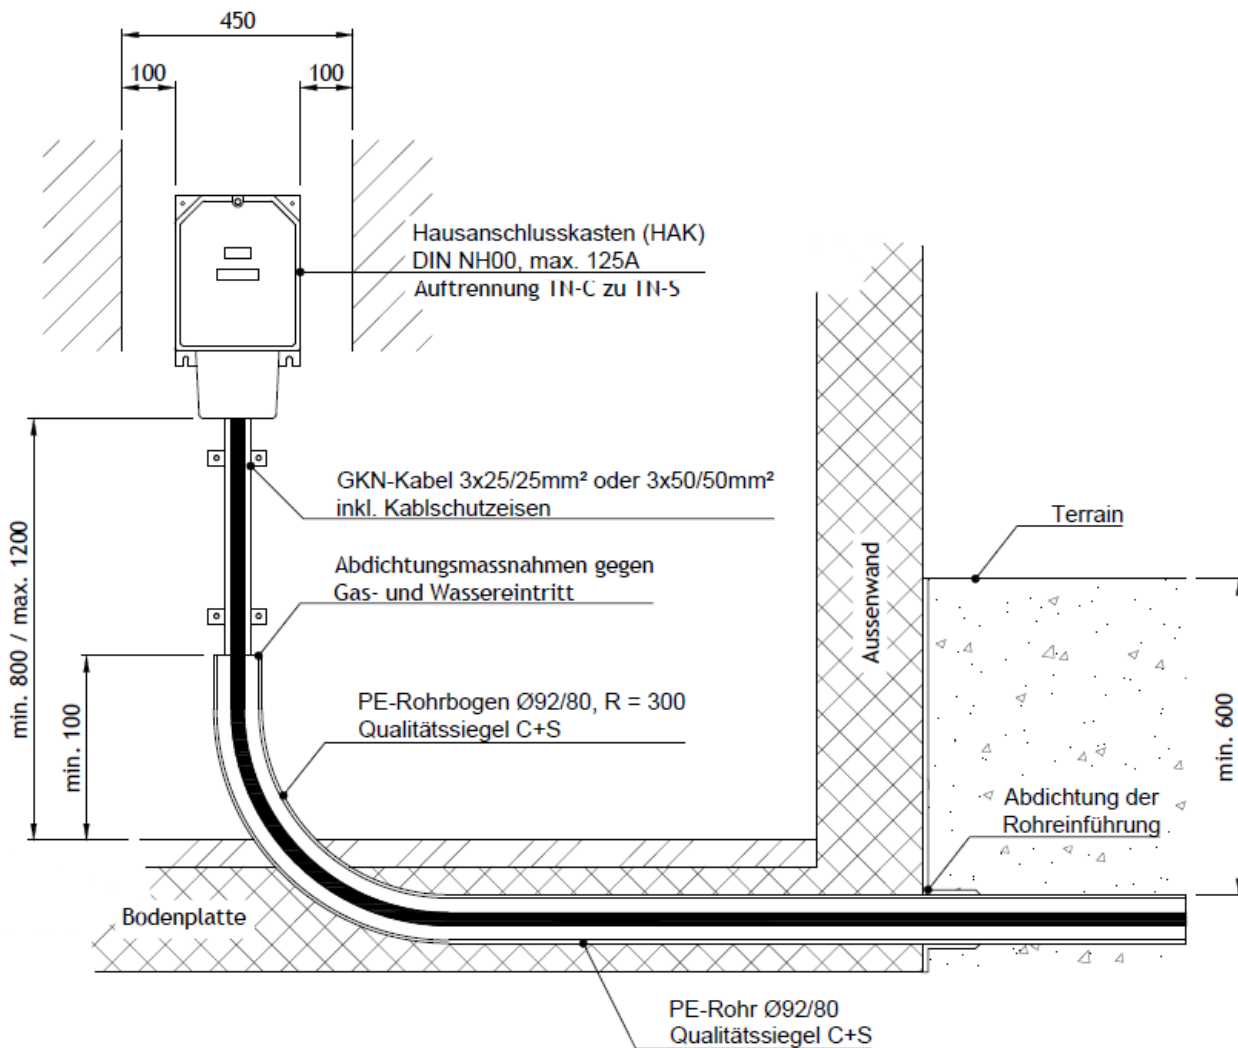 450
100
100
Hausanschlusskasten (HAK)
DIN NH00, max. 125A
Auftrennung TN-C zu TN-S
GKN-Kabel 3x25/25mm² oder 3x50/50mm²
inkl. Kablschutzeisen
Abdichtungsmassnahmen gegen
Gas- und Wassereintritt
PE-Rohrbogen Ø92/80, R = 300
Qualitätssiegel C+S
min. 800 / max. 1200
min. 100
Aussenwand
Terrain
min. 600
Abdichtung der
Rohreinführung
Bodenplatte
PE-Rohr Ø92/80
Qualitätssiegel C+S